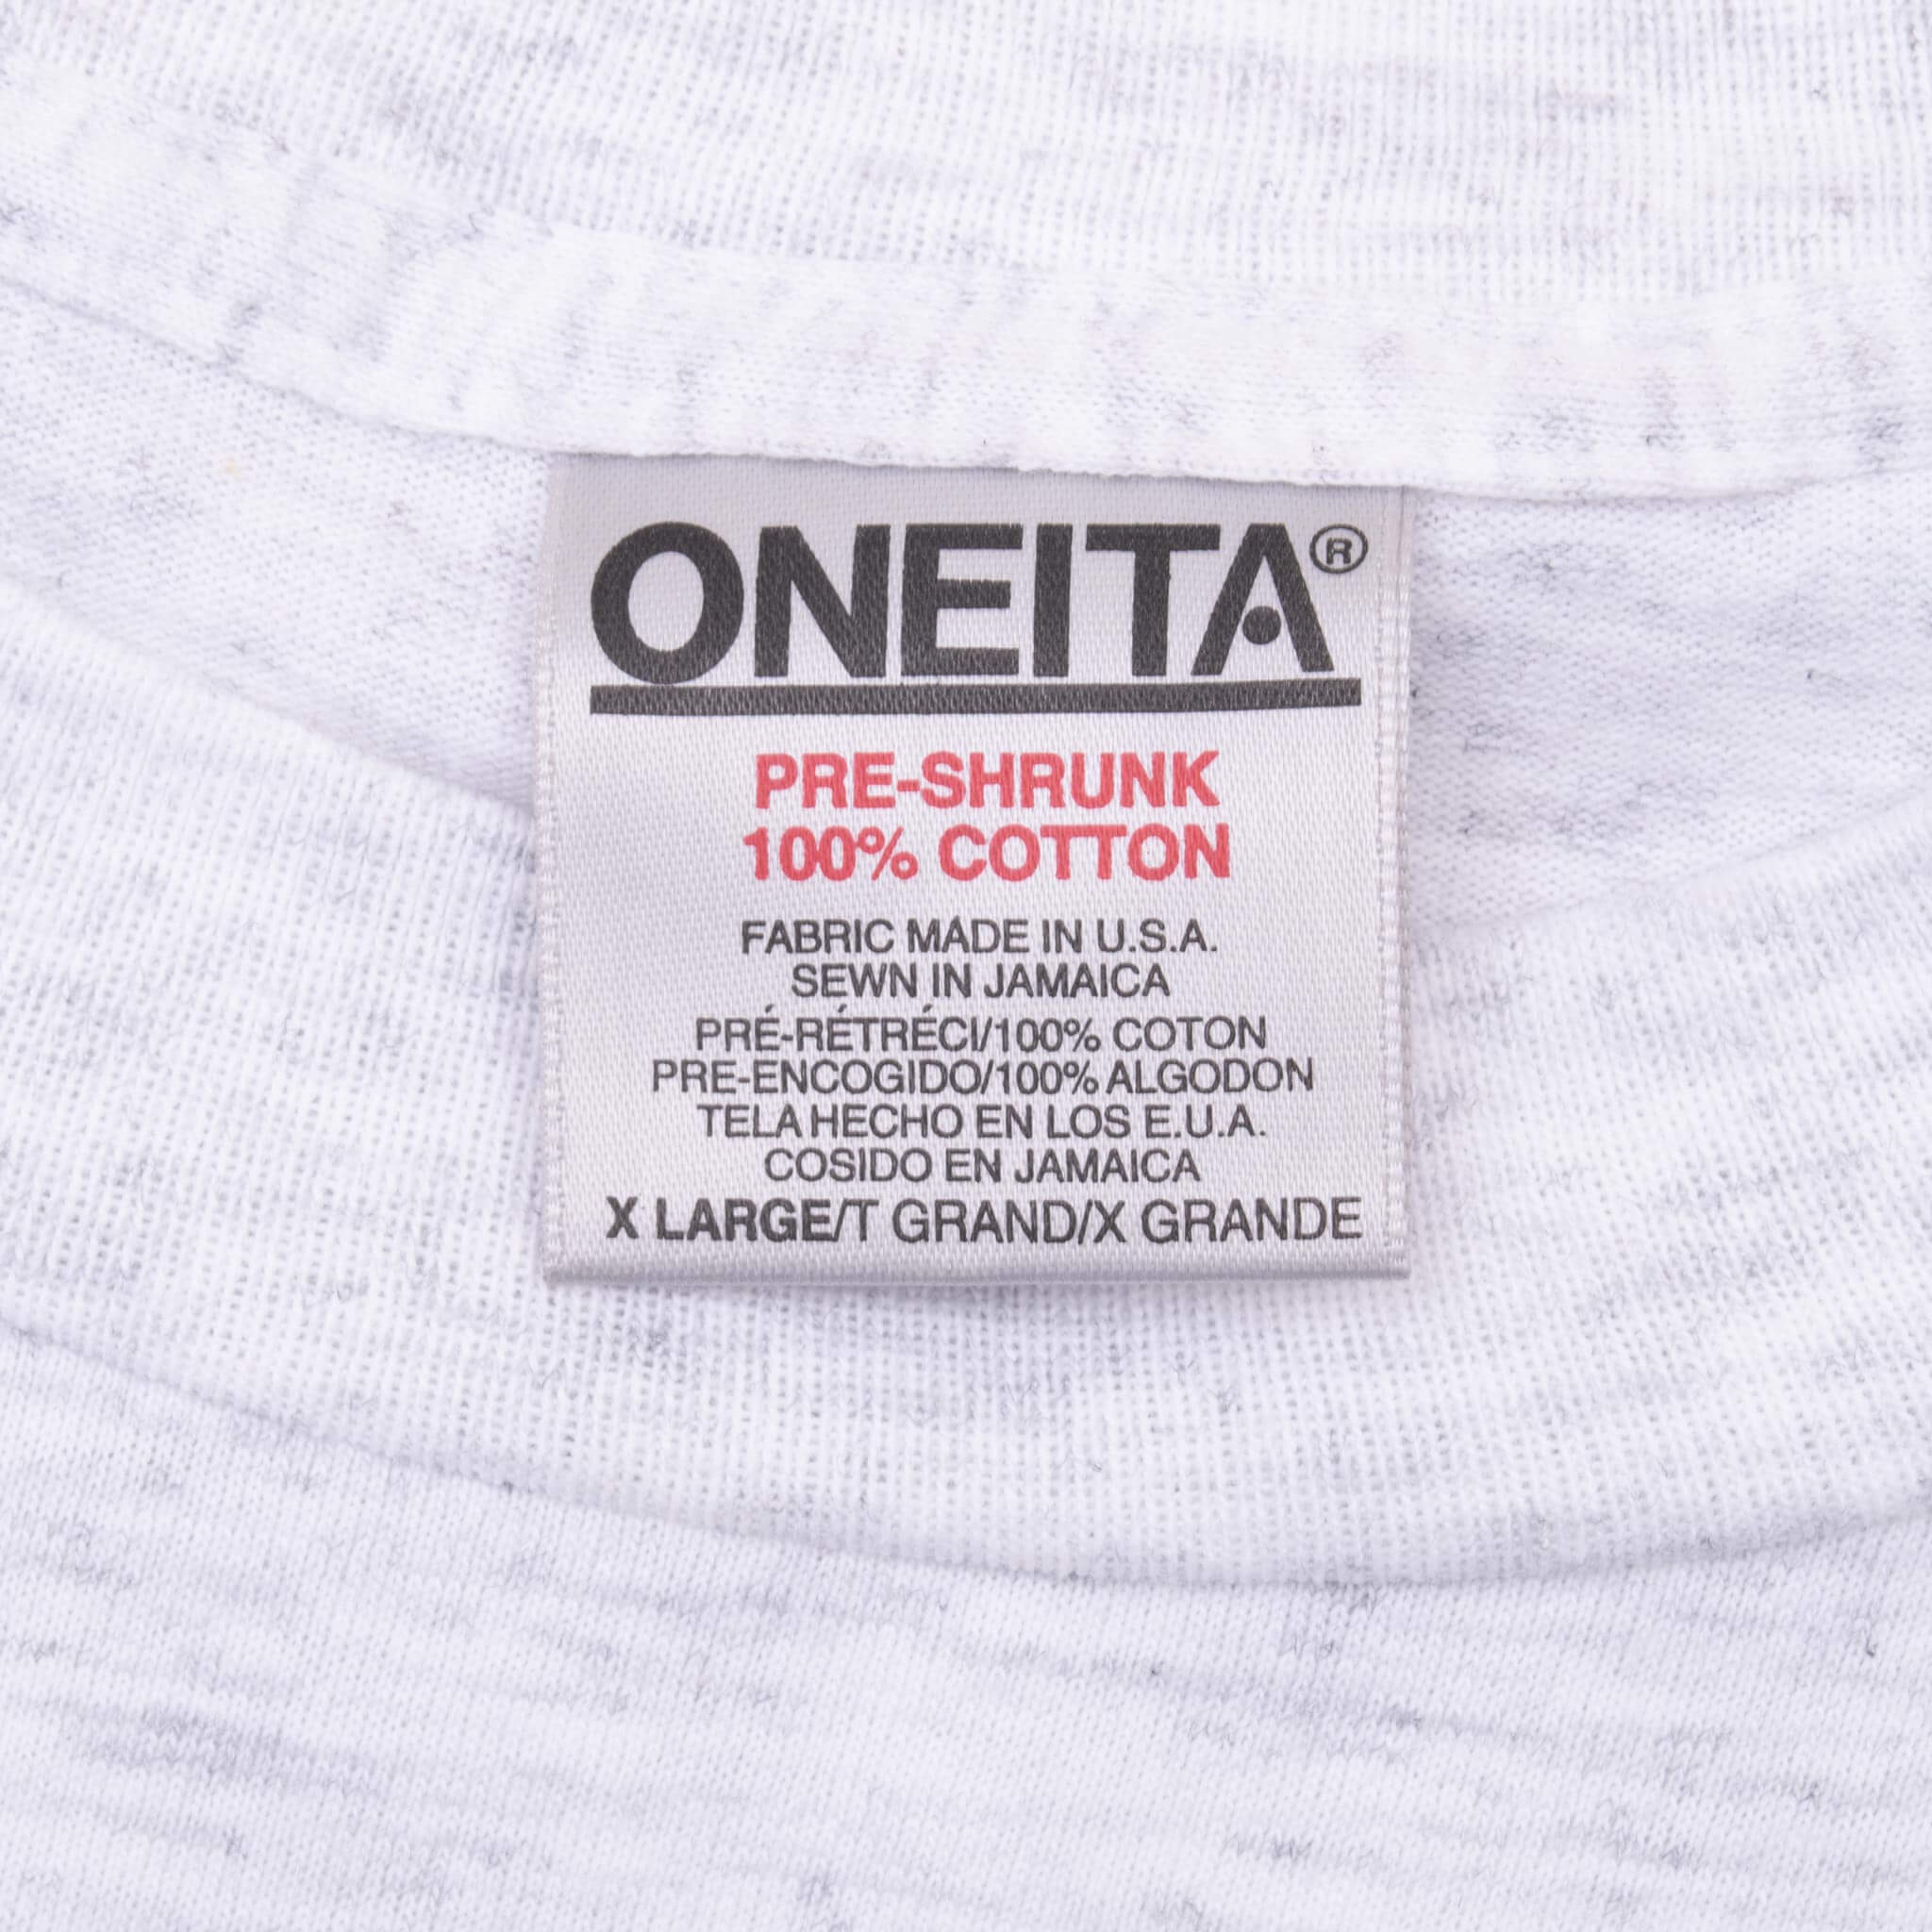 ONEITA®
PRE-SHRUNK
100% COTTON
FABRIC MADE IN U.S.A.
SEWN IN JAMAICA
PRÉ-RÉTRÉCI/100% COTON
PRE-ENCOGIDO/100% ALGODON
TELA HECHO EN LOS E.U.A.
COSIDO EN JAMAICA
X LARGE/T GRAND/X GRANDE